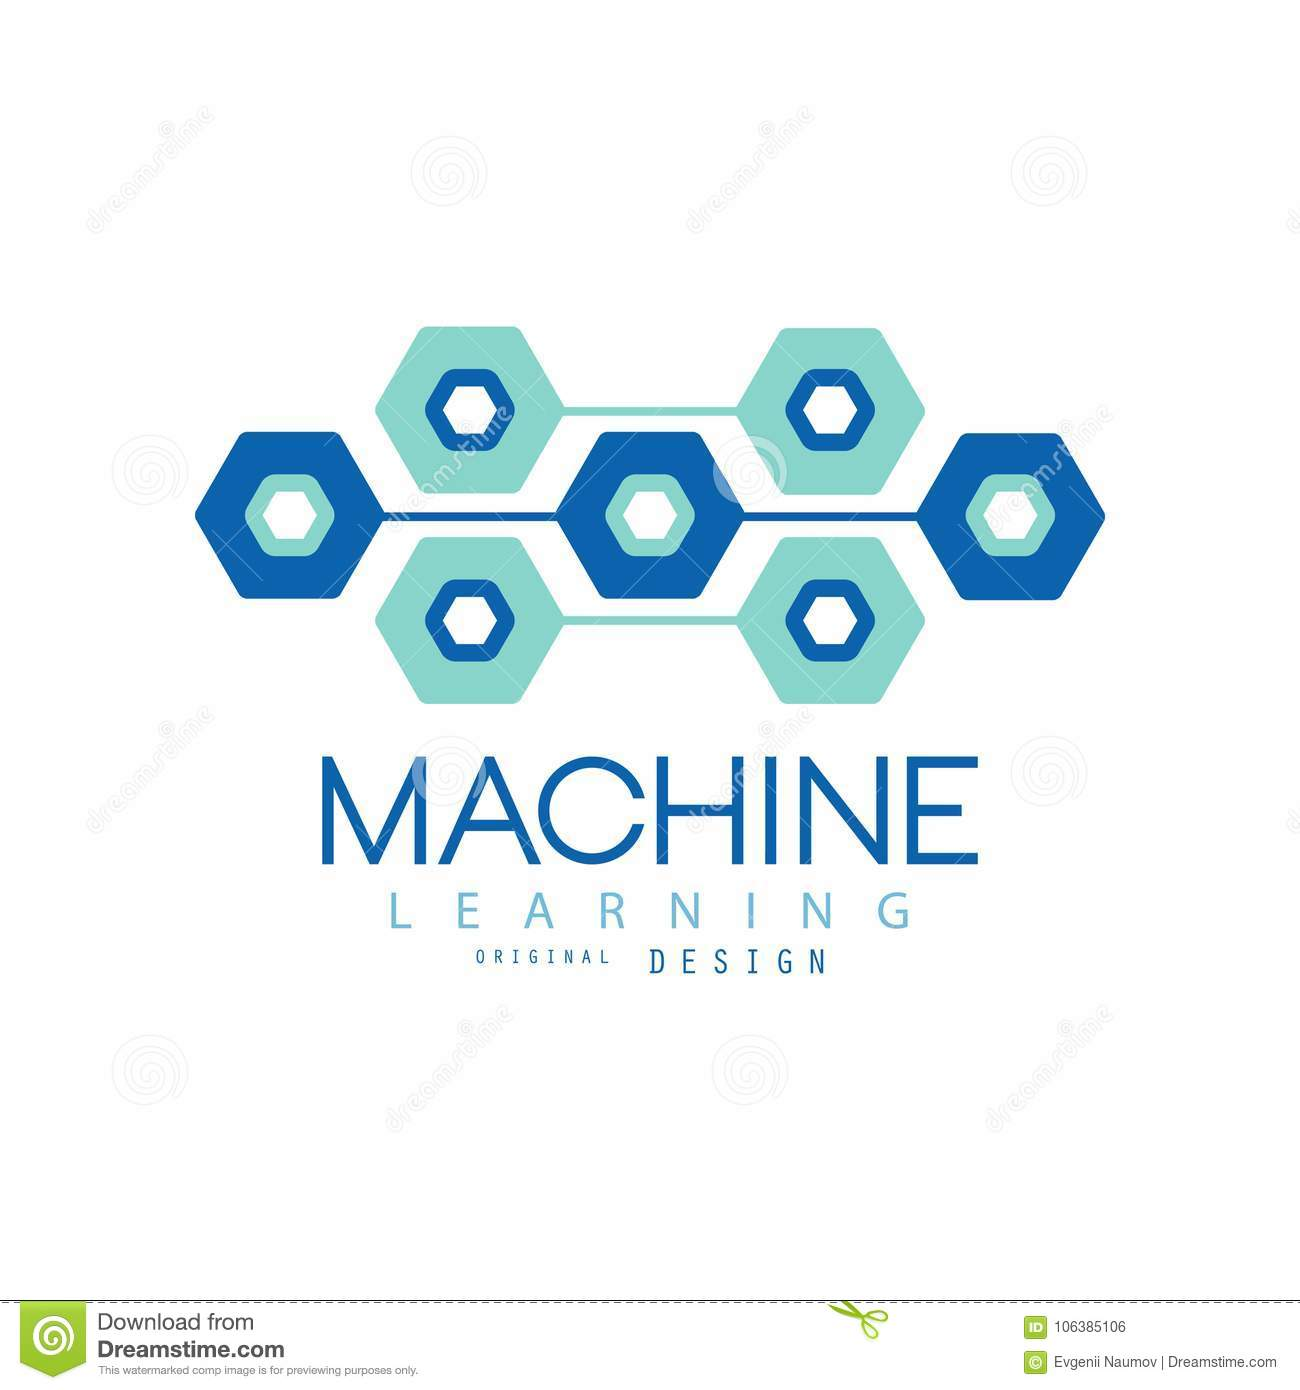 MACHINE
LEARNING
ORIGINAL DESIGN
dreamstime
Download from
Dreamstime.com
This watermarked comp image is for previewing purposes only.
ID 106385106
© Evgenii Naumov | Dreamstime.com